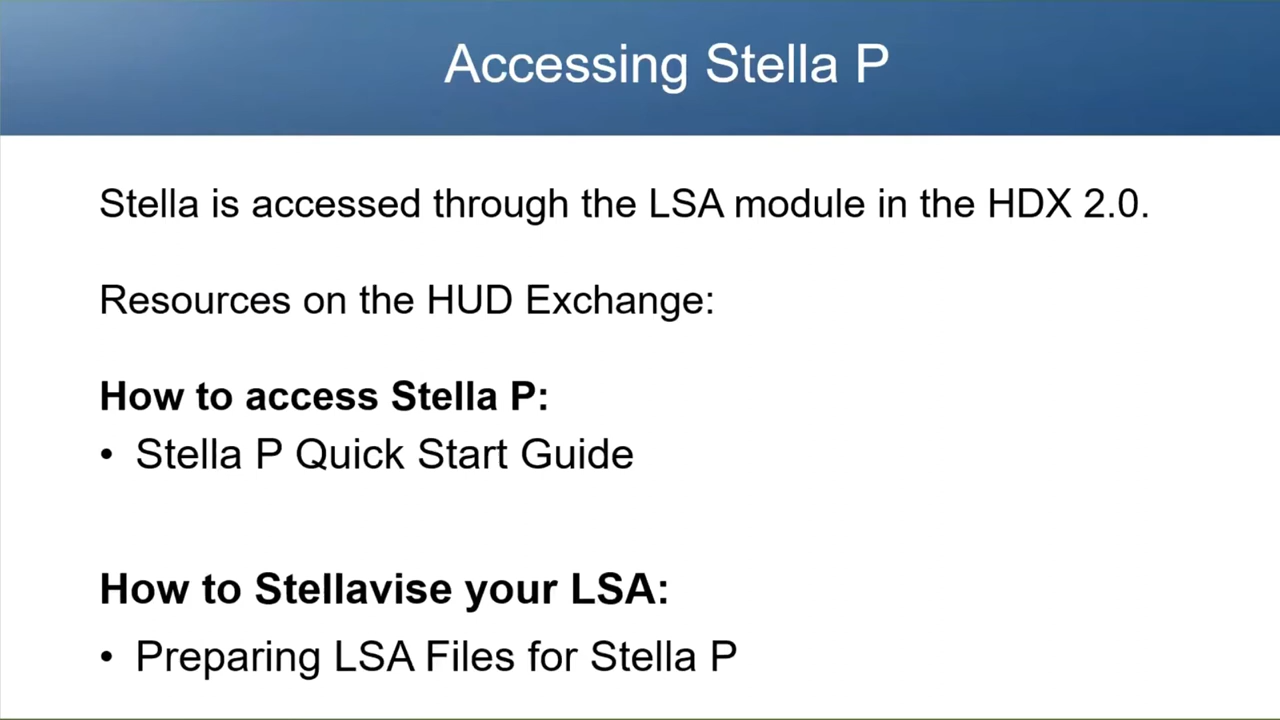 Accessing Stella P
Stella is accessed through the LSA module in the HDX 2.0.
Resources on the HUD Exchange:
How to access Stella P:
• Stella P Quick Start Guide
How to Stellavise your LSA:
• Preparing LSA Files for Stella P